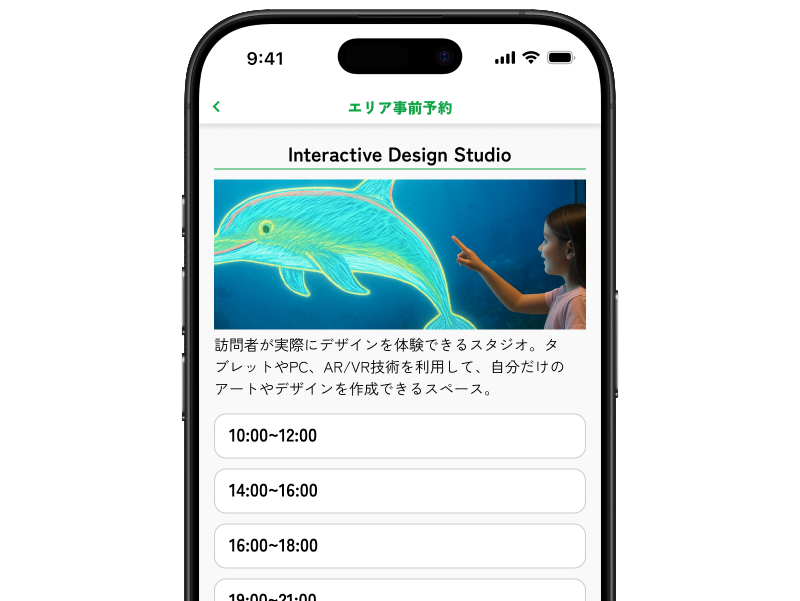 9:41
エリア事前予約
Interactive Design Studio
訪問者が実際にデザインを体験できるスタジオ。タ
ブレットやPC、AR/VR技術を利用して、自分だけの
アートやデザインを作成できるスペース。
10:00~12:00
14:00~16:00
16:00~18:00
19:00~21:00